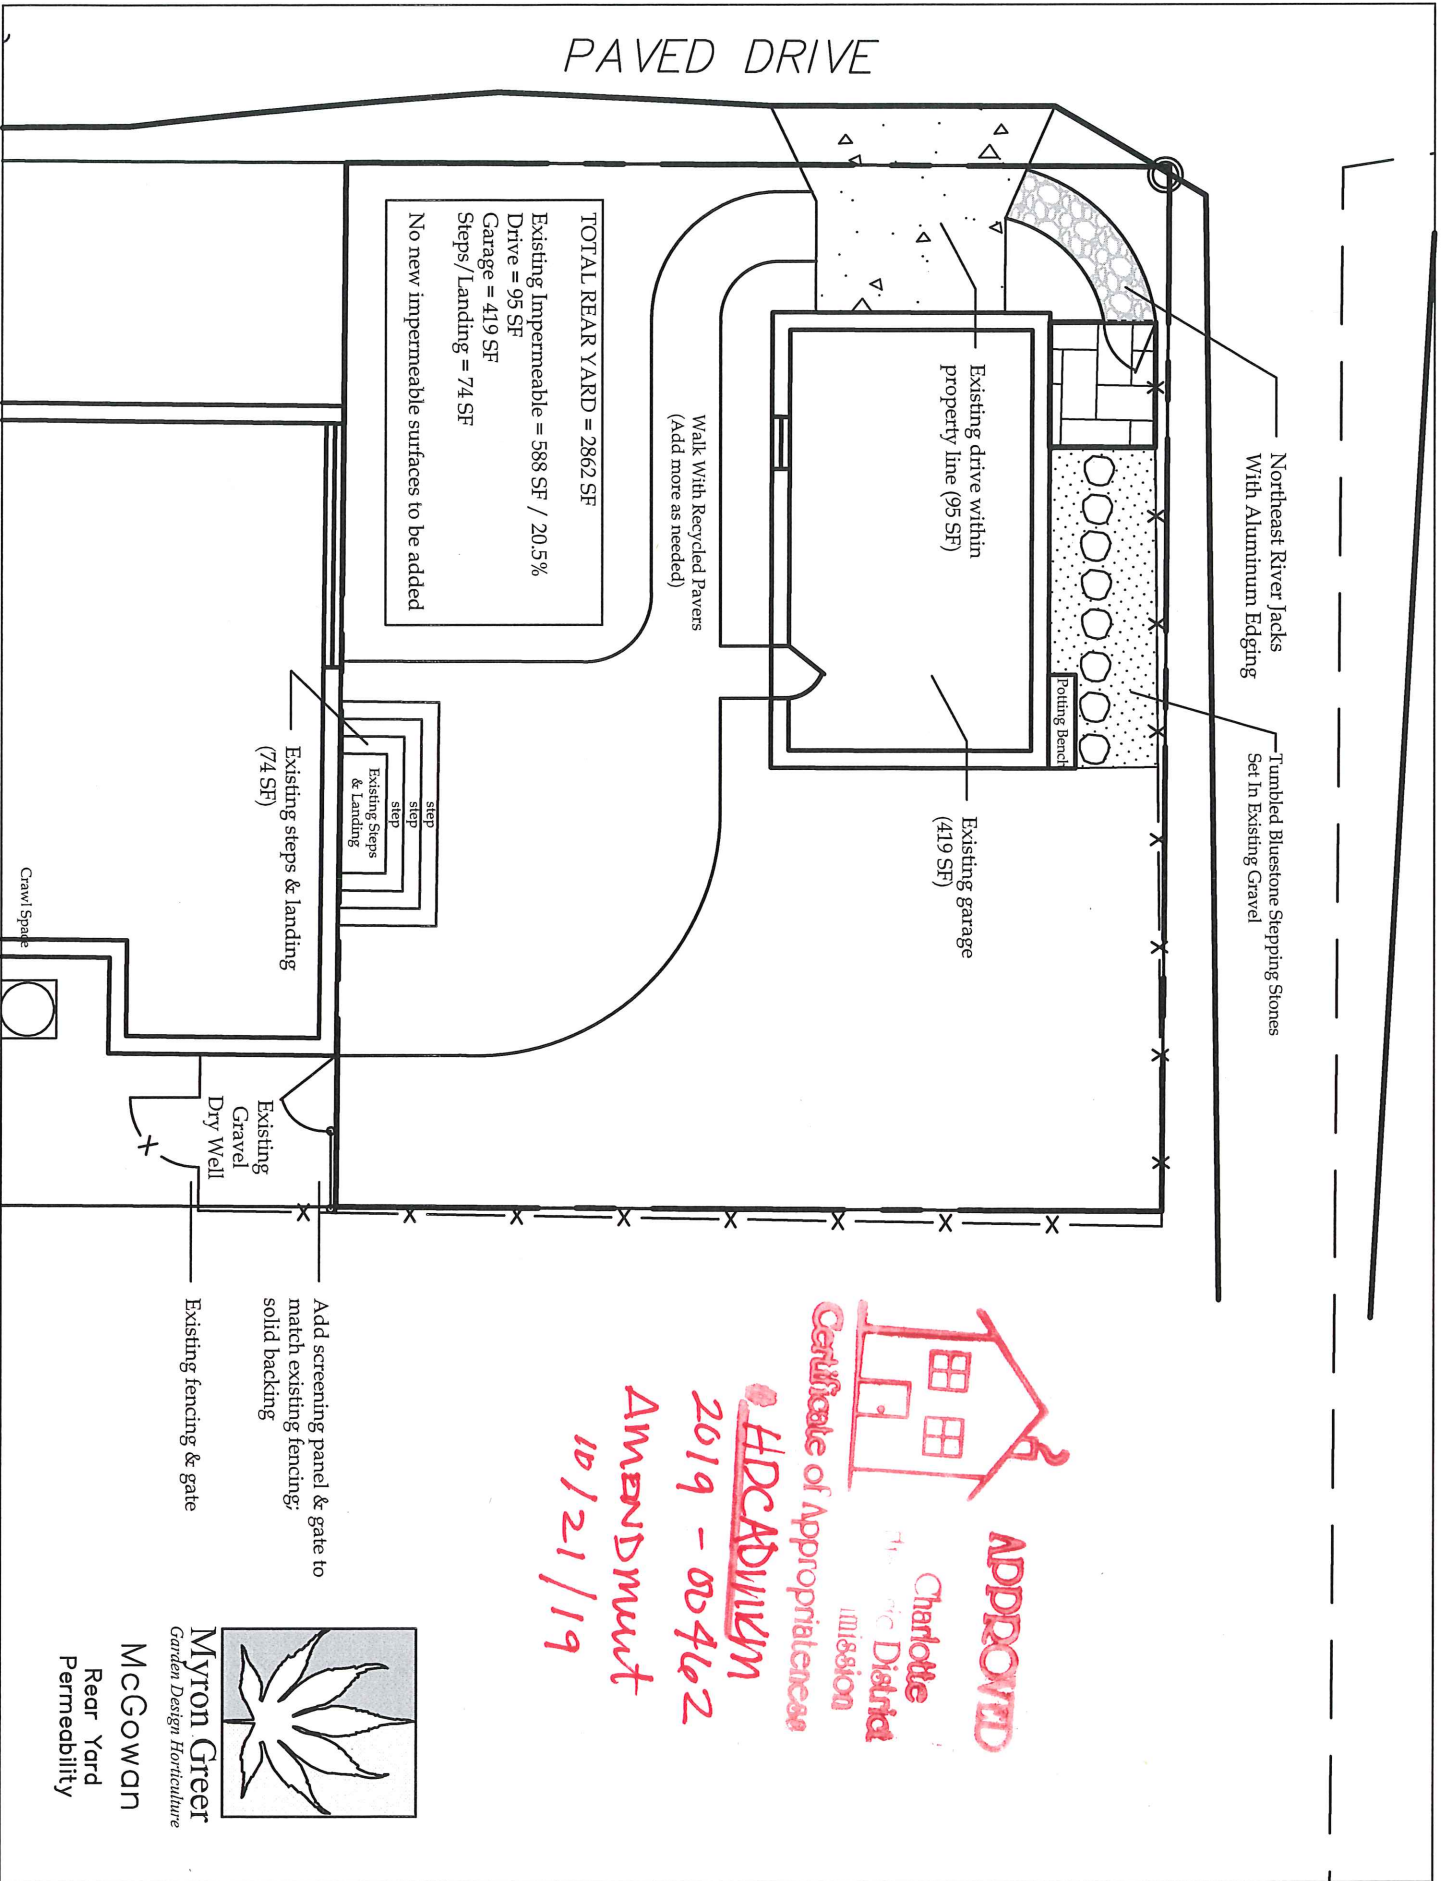 PAVED DRIVE
Northeast River Jacks
With Aluminum Edging
Tumbled Bluestone Stepping Stones
Set In Existing Gravel
Potting Bench
Existing drive within
property line (95 SF)
Existing garage
(419 SF)
Walk With Recycled Pavers
(Add more as needed)
TOTAL REAR YARD = 2862 SF
Existing Impermeable = 588 SF / 20.5%
Drive = 95 SF
Garage = 419 SF
Steps/Landing = 74 SF
No new impermeable surfaces to be added
step
step
step
Existing Steps
& Landing
Existing steps & landing
(74 SF)
Crawl Space
Existing
Gravel
Dry Well
Add screening panel & gate to
match existing fencing;
solid backing
Existing fencing & gate
APPROVED
Charlotte
District
mission
Certificate of Appropriateness
HDCADMWKM
2019 - 00462
AMENDMENT
10/21/19
Myron Greer
Garden Design Horticulture
McGowan
Rear Yard
Permeability